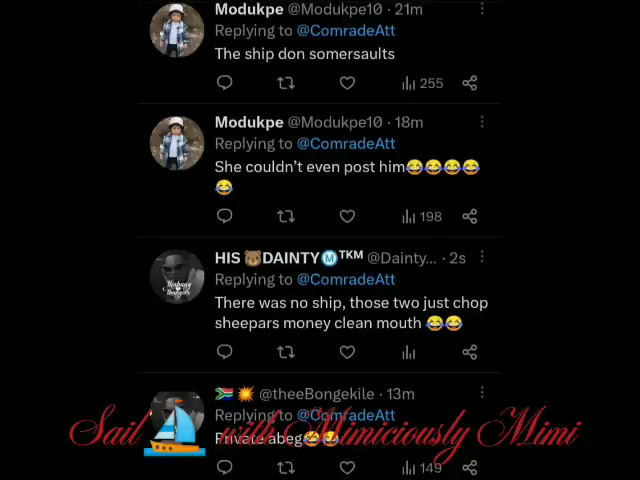 Modukpe @Modukpe10 · 21m
Replying to @ComradeAtt
The ship don somersaults
255
Modukpe @Modukpe10 · 18m
Replying to @ComradeAtt
She couldn't even post him😂😂😂😂
😂
198
HIS 🐻DAINTYⓂ️ᵀᴷᴹ @Dainty... · 2s
Replying to @ComradeAtt
There was no ship, those two just chop
sheepars money clean mouth 😂😂
🇿🇦 💥 @theeBongekile · 13m
Replying to @ComradeAtt
Sail ⛵ with Mimiciously Mimi
Private abeg😂😂
149